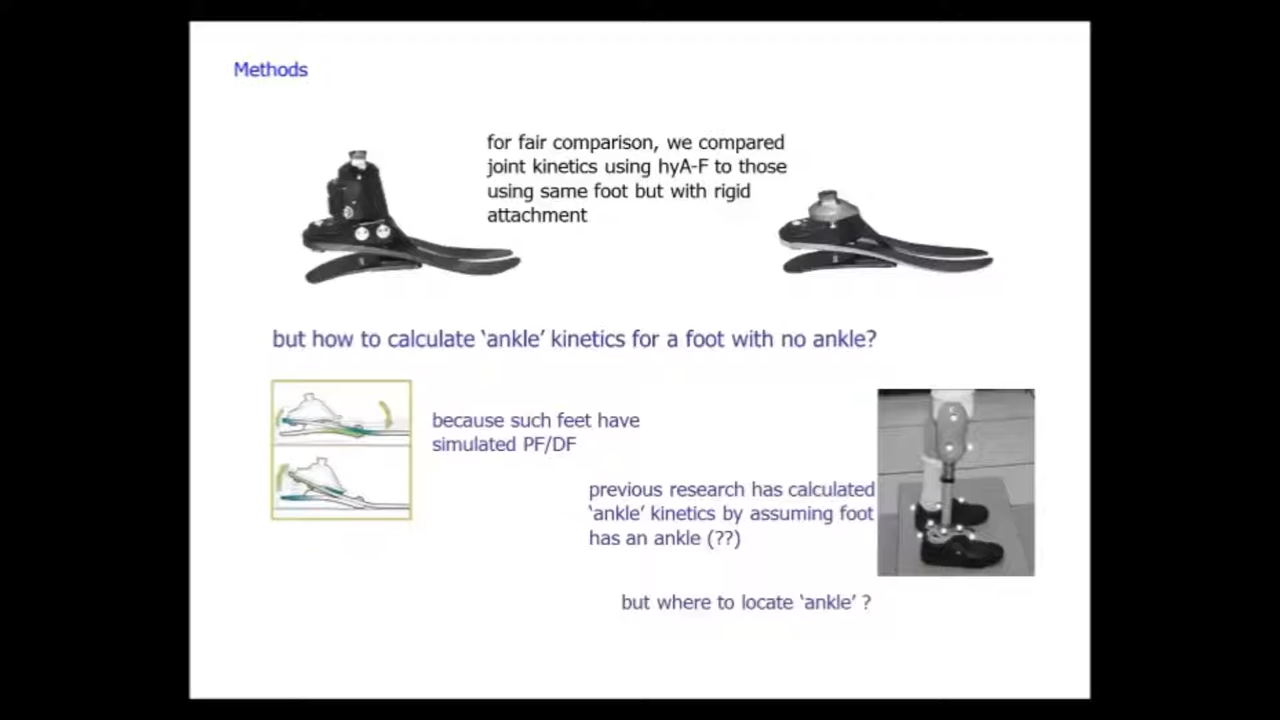 Methods
for fair comparison, we compared
joint kinetics using hyA-F to those
using same foot but with rigid
attachment
but how to calculate ‘ankle’ kinetics for a foot with no ankle?
because such feet have
simulated PF/DF
previous research has calculated
‘ankle’ kinetics by assuming foot
has an ankle (??)
but where to locate ‘ankle’ ?